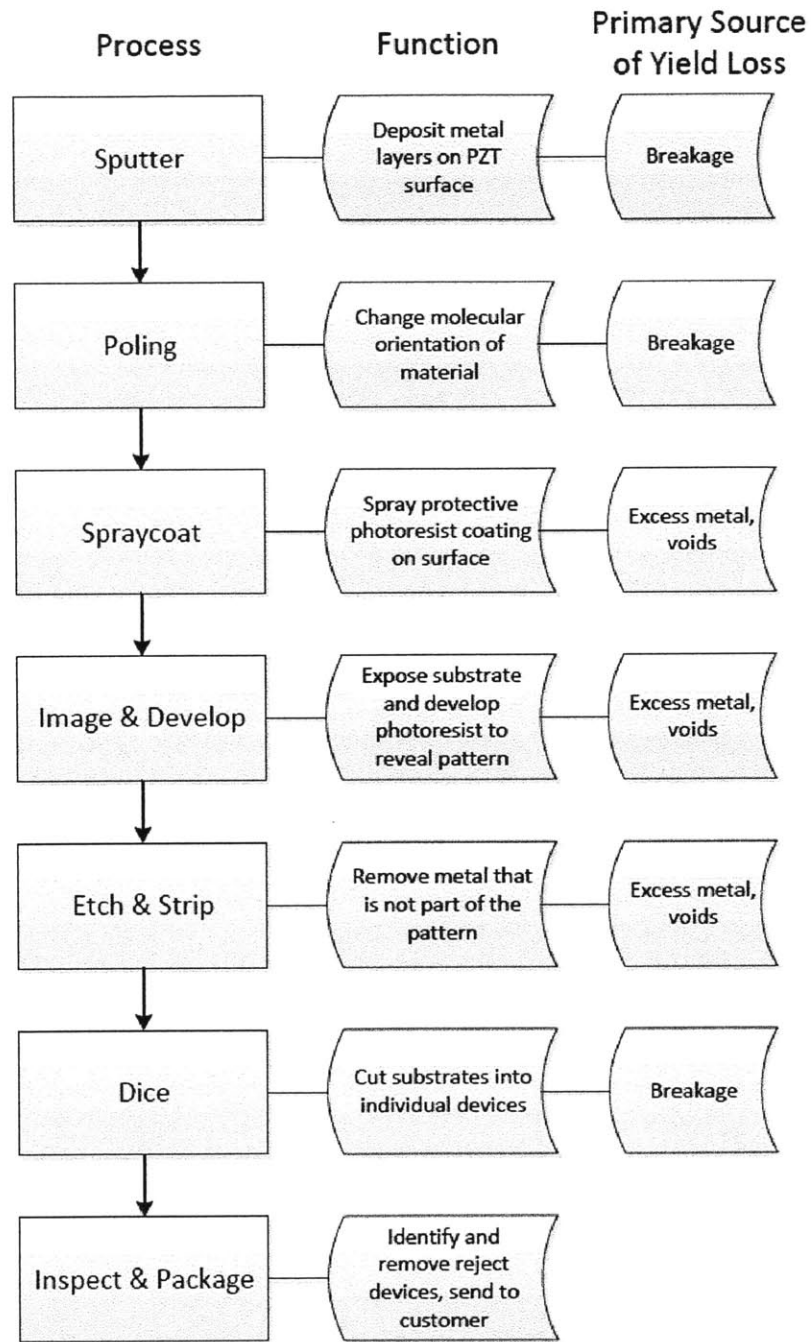 Process
Function
Primary Source
of Yield Loss
Sputter
Deposit metal
layers on PZT
surface
Breakage
Poling
Change molecular
orientation of
material
Breakage
Spraycoat
Spray protective
photoresist coating
on surface
Excess metal,
voids
Image & Develop
Expose substrate
and develop
photoresist to
reveal pattern
Excess metal,
voids
Etch & Strip
Remove metal that
is not part of the
pattern
Excess metal,
voids
Dice
Cut substrates into
individual devices
Breakage
Inspect & Package
Identify and
remove reject
devices, send to
customer